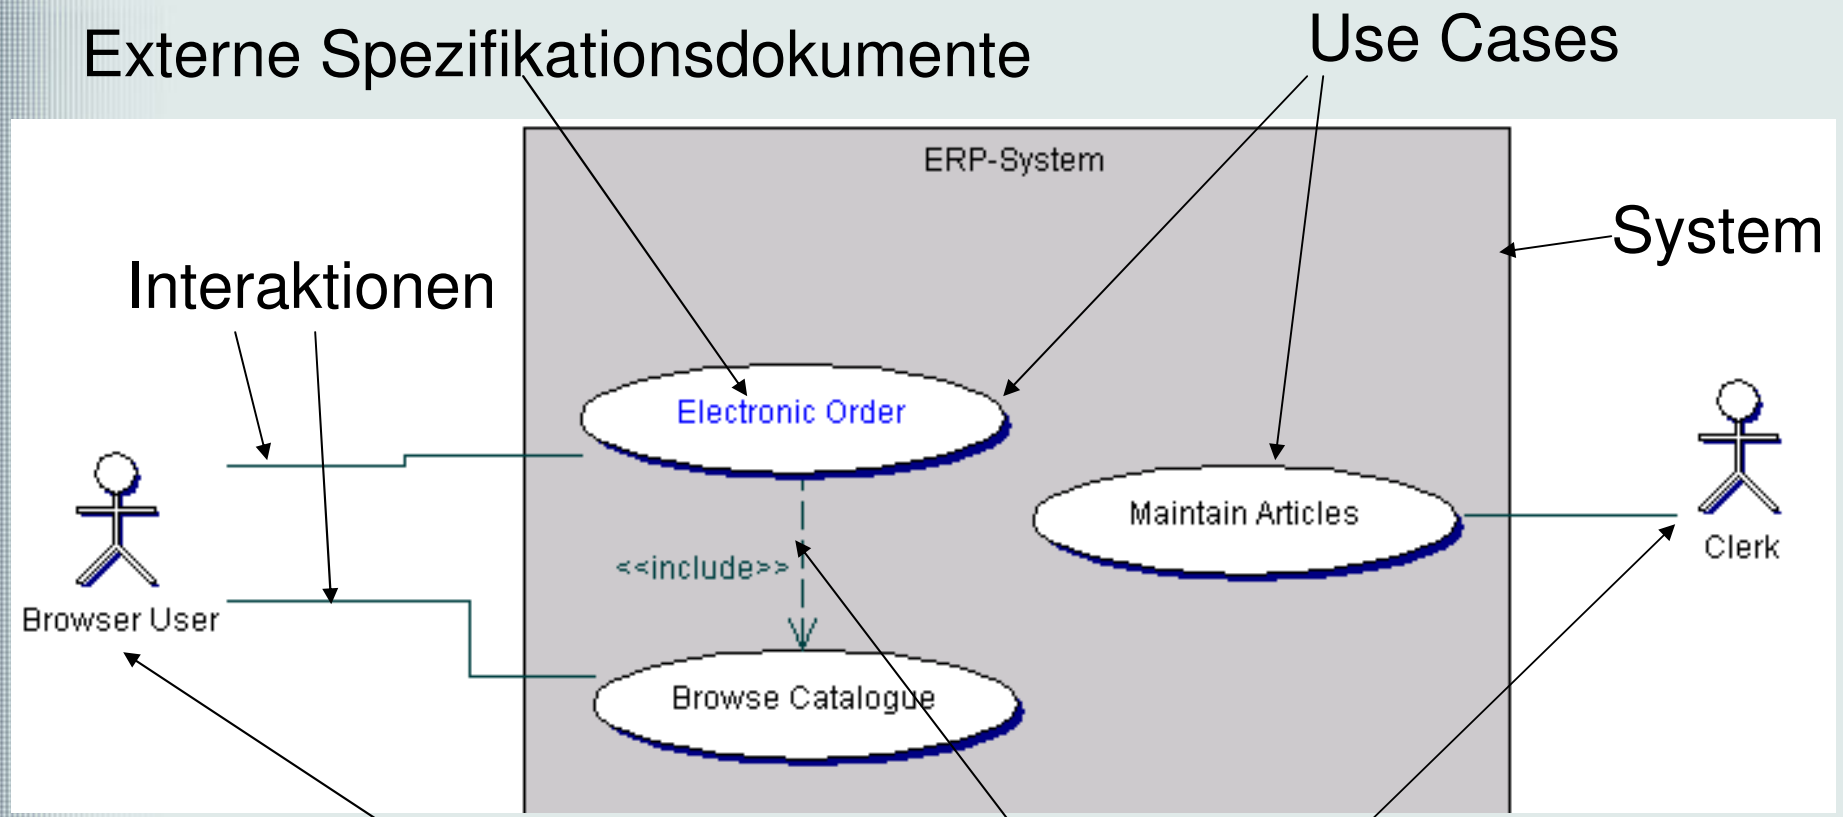 Externe Spezifikationsdokumente
Use Cases
ERP-System
System
Interaktionen
Electronic Order
Maintain Articles
<<include>>
Clerk
Browser User
Browse Catalogue